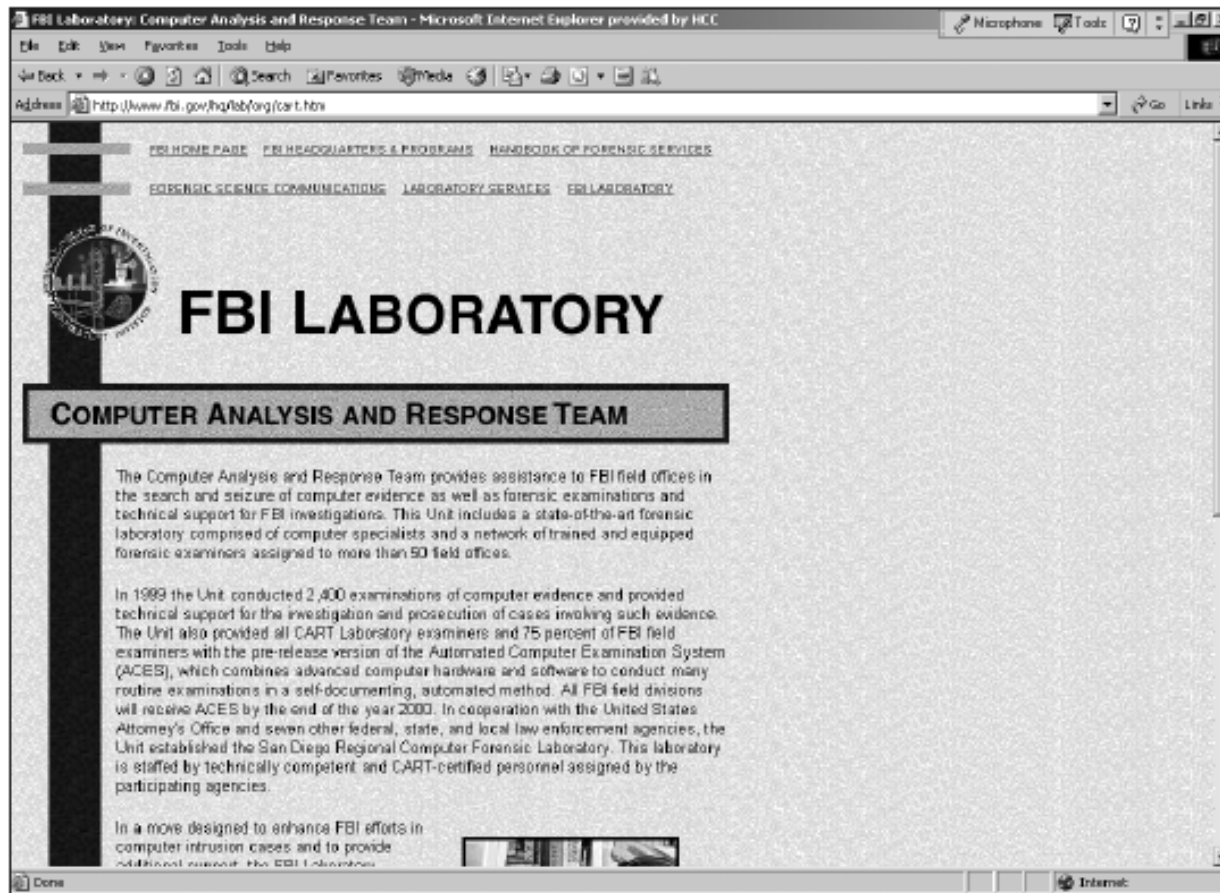 FBI Laboratory: Computer Analysis and Response Team - Microsoft Internet Explorer provided by HCC
Microphone Tools
File Edit View Favorites Tools Help
Back Search Favorites Media
Address http://www.fbi.gov/hq/lab/org/cart.htm Go Links
FBI HOME PAGE FBI HEADQUARTERS & PROGRAMS HANDBOOK OF FORENSIC SERVICES
FORENSIC SCIENCE COMMUNICATIONS LABORATORY SERVICES FBI LABORATORY
FBI LABORATORY
COMPUTER ANALYSIS AND RESPONSE TEAM
The Computer Analysis and Response Team provides assistance to FBI field offices in
the search and seizure of computer evidence as well as forensic examinations and
technical support for FBI investigations. This Unit includes a state-of-the-art forensic
laboratory comprised of computer specialists and a network of trained and equipped
forensic examiners assigned to more than 50 field offices.
In 1999 the Unit conducted 2,400 examinations of computer evidence and provided
technical support for the investigation and prosecution of cases involving such evidence.
The Unit also provided all CART Laboratory examiners and 75 percent of FBI field
examiners with the pre-release version of the Automated Computer Examination System
(ACES), which combines advanced computer hardware and software to conduct many
routine examinations in a self-documenting, automated method. All FBI field divisions
will receive ACES by the end of the year 2000. In cooperation with the United States
Attorney's Office and seven other federal, state, and local law enforcement agencies, the
Unit established the San Diego Regional Computer Forensic Laboratory. This laboratory
is staffed by technically competent and CART-certified personnel assigned by the
participating agencies.
In a move designed to enhance FBI efforts in
computer intrusion cases and to provide
additional support, the FBI Laboratory
Done Internet